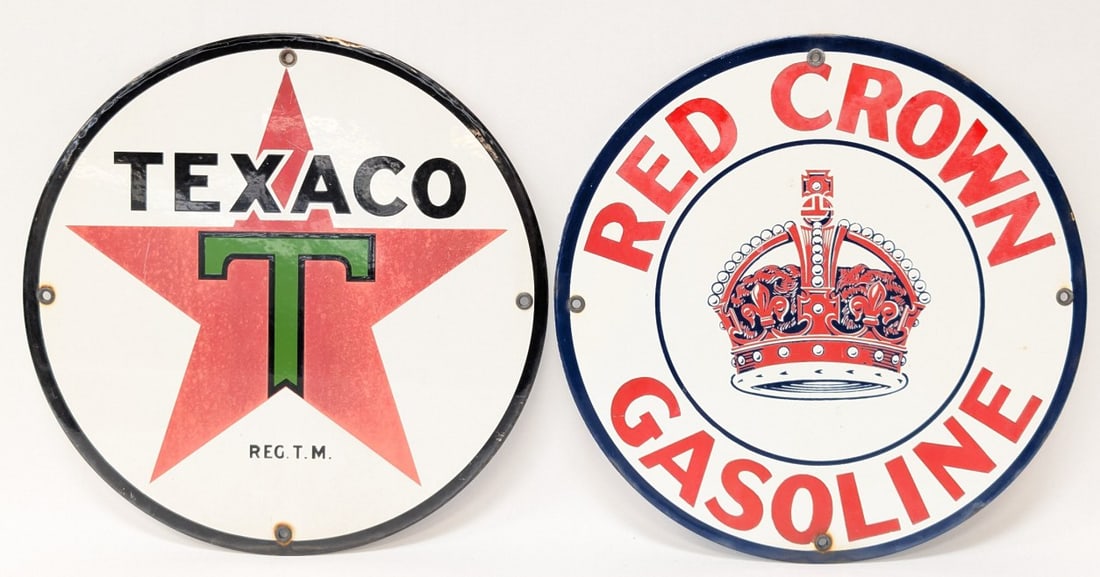 TEXACO
T
REG. T. M.
RED CROWN
GASOLINE